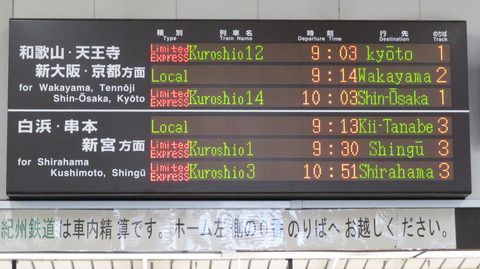 種別 列車名 時刻 行先 のりば
Type Train Name Departure Time Destination Track
和歌山・天王寺
新大阪・京都方面
for Wakayama, Tennōji
Shin-Ōsaka, Kyōto
Limited Express Kuroshio12 9:03 kyōto 1
Local 9:14 Wakayama 2
Limited Express Kuroshio14 10:03 Shin-Ōsaka 1
白浜・串本
新宮方面
for Shirahama
Kushimoto, Shingū
Local 9:13 Kii-Tanabe 3
Limited Express Kuroshio1 9:30 Shingū 3
Limited Express Kuroshio3 10:51 Shirahama 3
紀州鉄道は車内精算です。ホーム左側の0番のりばへお越しください。